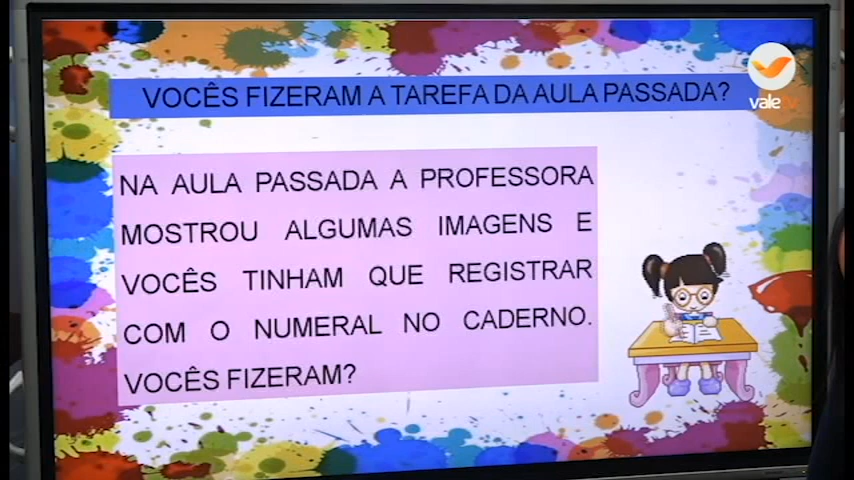 VOCÊS FIZERAM A TAREFA DA AULA PASSADA?
vale tv
NA AULA PASSADA A PROFESSORA
MOSTROU ALGUMAS IMAGENS E
VOCÊS TINHAM QUE REGISTRAR
COM O NUMERAL NO CADERNO.
VOCÊS FIZERAM?